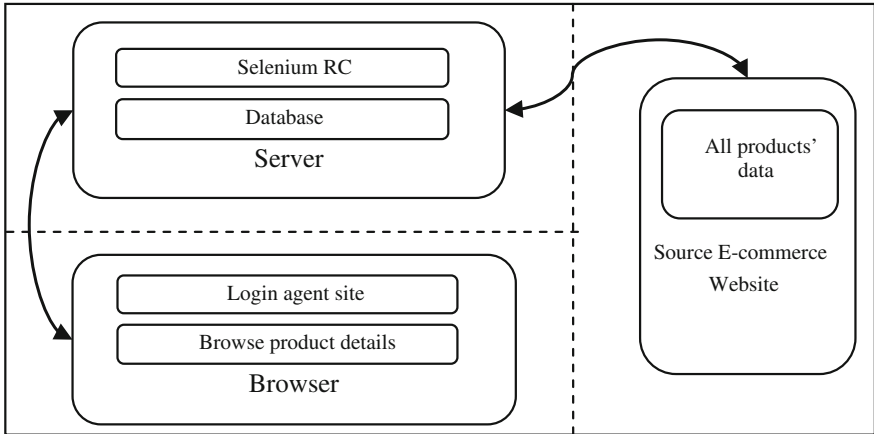 Selenium RC
Database
Server
All products’
data
Source E-commerce
Website
Login agent site
Browse product details
Browser